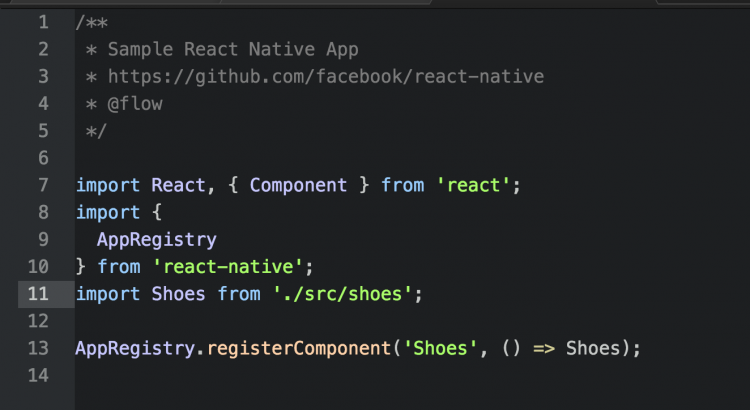 1 /**
2  * Sample React Native App
3  * https://github.com/facebook/react-native
4  * @flow
5  */
6
7 import React, { Component } from 'react';
8 import {
9   AppRegistry
10 } from 'react-native';
11 import Shoes from './src/shoes';
12
13 AppRegistry.registerComponent('Shoes', () => Shoes);
14